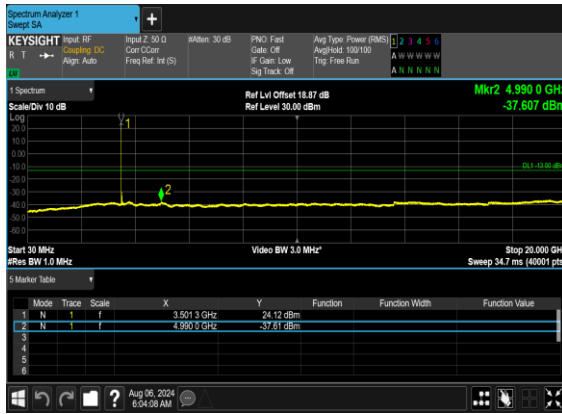 Spectrum Analyzer 1
Swept SA
KEYSIGHT
R T
Input: RF
Coupling: DC
Align: Auto
Input Z: 50 Ω
Corr CCorr
Freq Ref: Int (S)
#Atten: 30 dB
PNO: Fast
Gate: Off
IF Gain: Low
Sig Track: Off
Avg Type: Power (RMS)
Avg|Hold: 100/100
Trig: Free Run
1 2 3 4 5 6
A W W W W W
A N N N N N
1 Spectrum
Scale/Div 10 dB
Ref Lvl Offset 18.87 dB
Ref Level 30.00 dBm
Mkr2 4.990 0 GHz
-37.607 dBm
Log
20.0
10.0
0.00
-10.0
-20.0
-30.0
-40.0
-50.0
-60.0
1
2
DL1 -13.00 dBm
Start 30 MHz
#Res BW 1.0 MHz
Video BW 3.0 MHz*
Stop 20.000 GHz
Sweep 34.7 ms (40001 pts)
5 Marker Table
Mode Trace Scale X Y Function Function Width Function Value
1 N 1 f 3.501 3 GHz 24.12 dBm
2 N 1 f 4.990 0 GHz -37.61 dBm
3
4
5
6
?
Aug 06, 2024
6:04:08 AM